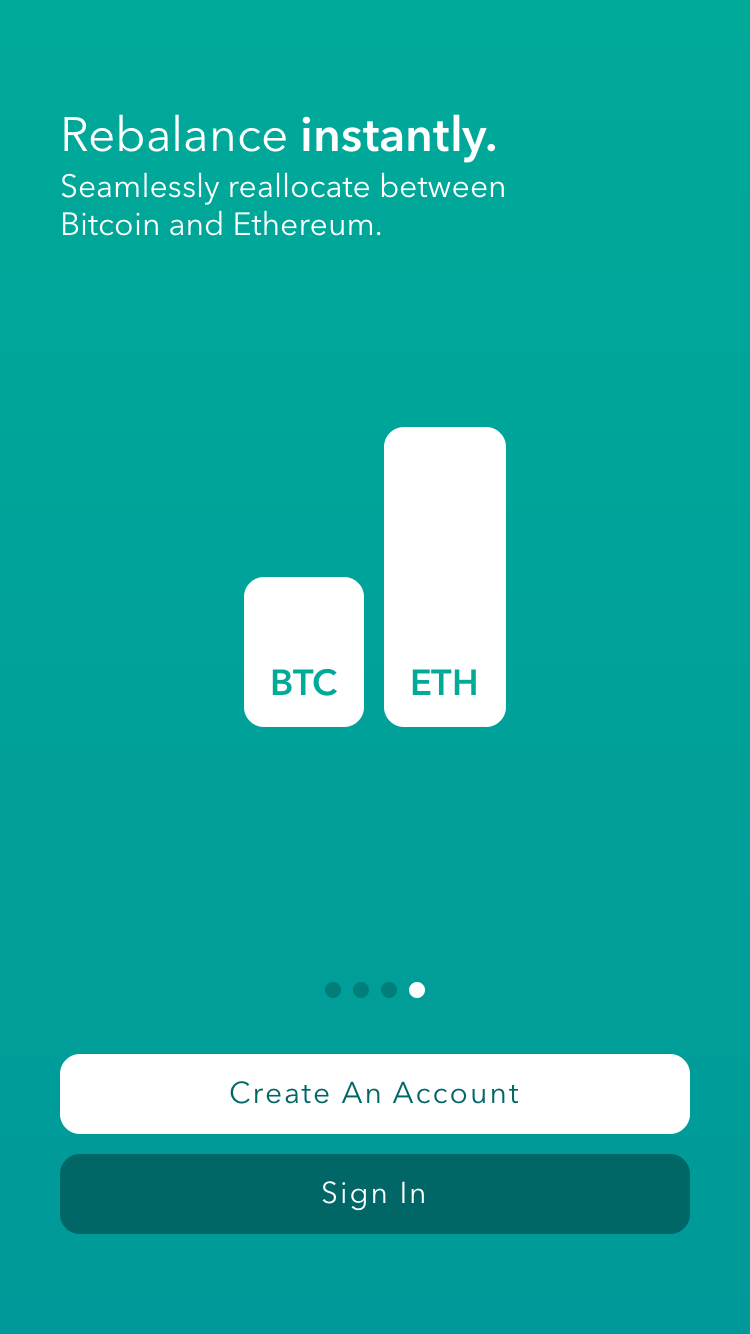 Rebalance instantly.
Seamlessly reallocate between
Bitcoin and Ethereum.
BTC ETH
Create An Account
Sign In